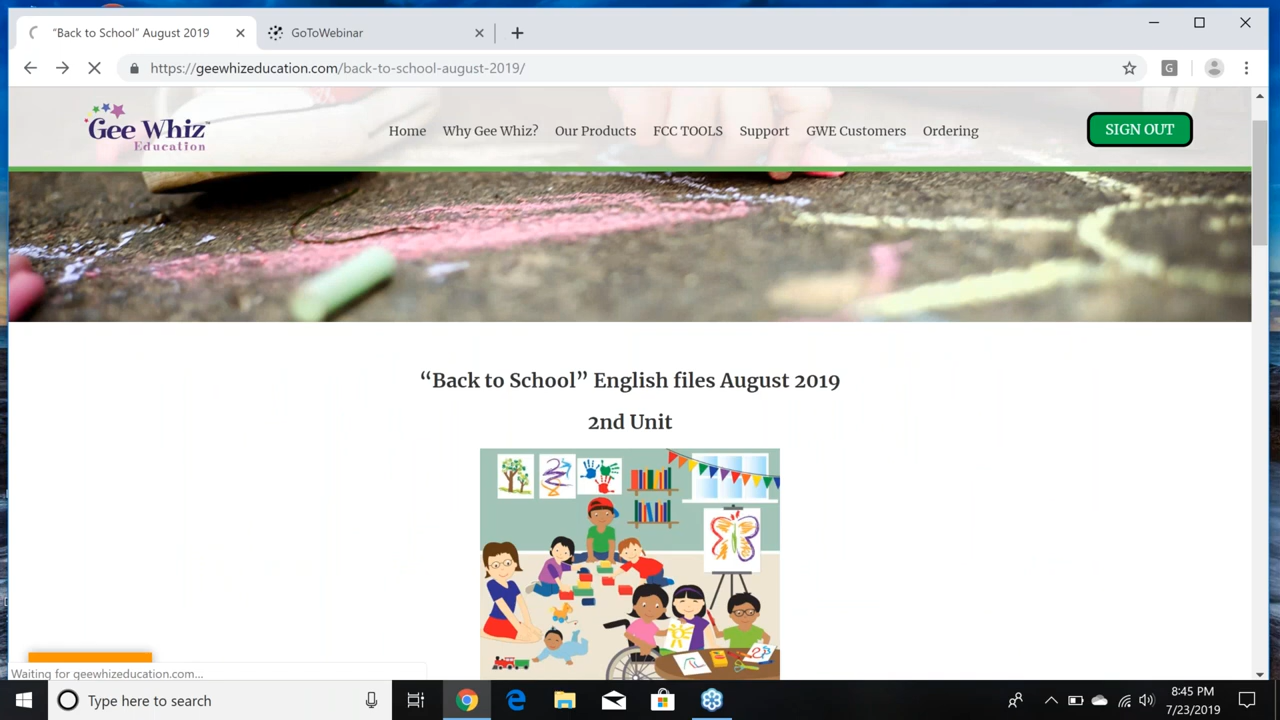 “Back to School” August 2019
GoToWebinar
https://geewhizeducation.com/back-to-school-august-2019/
G
Gee Whiz
Education
Home Why Gee Whiz? Our Products FCC TOOLS Support GWE Customers Ordering
SIGN OUT
“Back to School” English files August 2019
2nd Unit
Waiting for geewhizeducation.com...
Type here to search
8:45 PM
7/23/2019